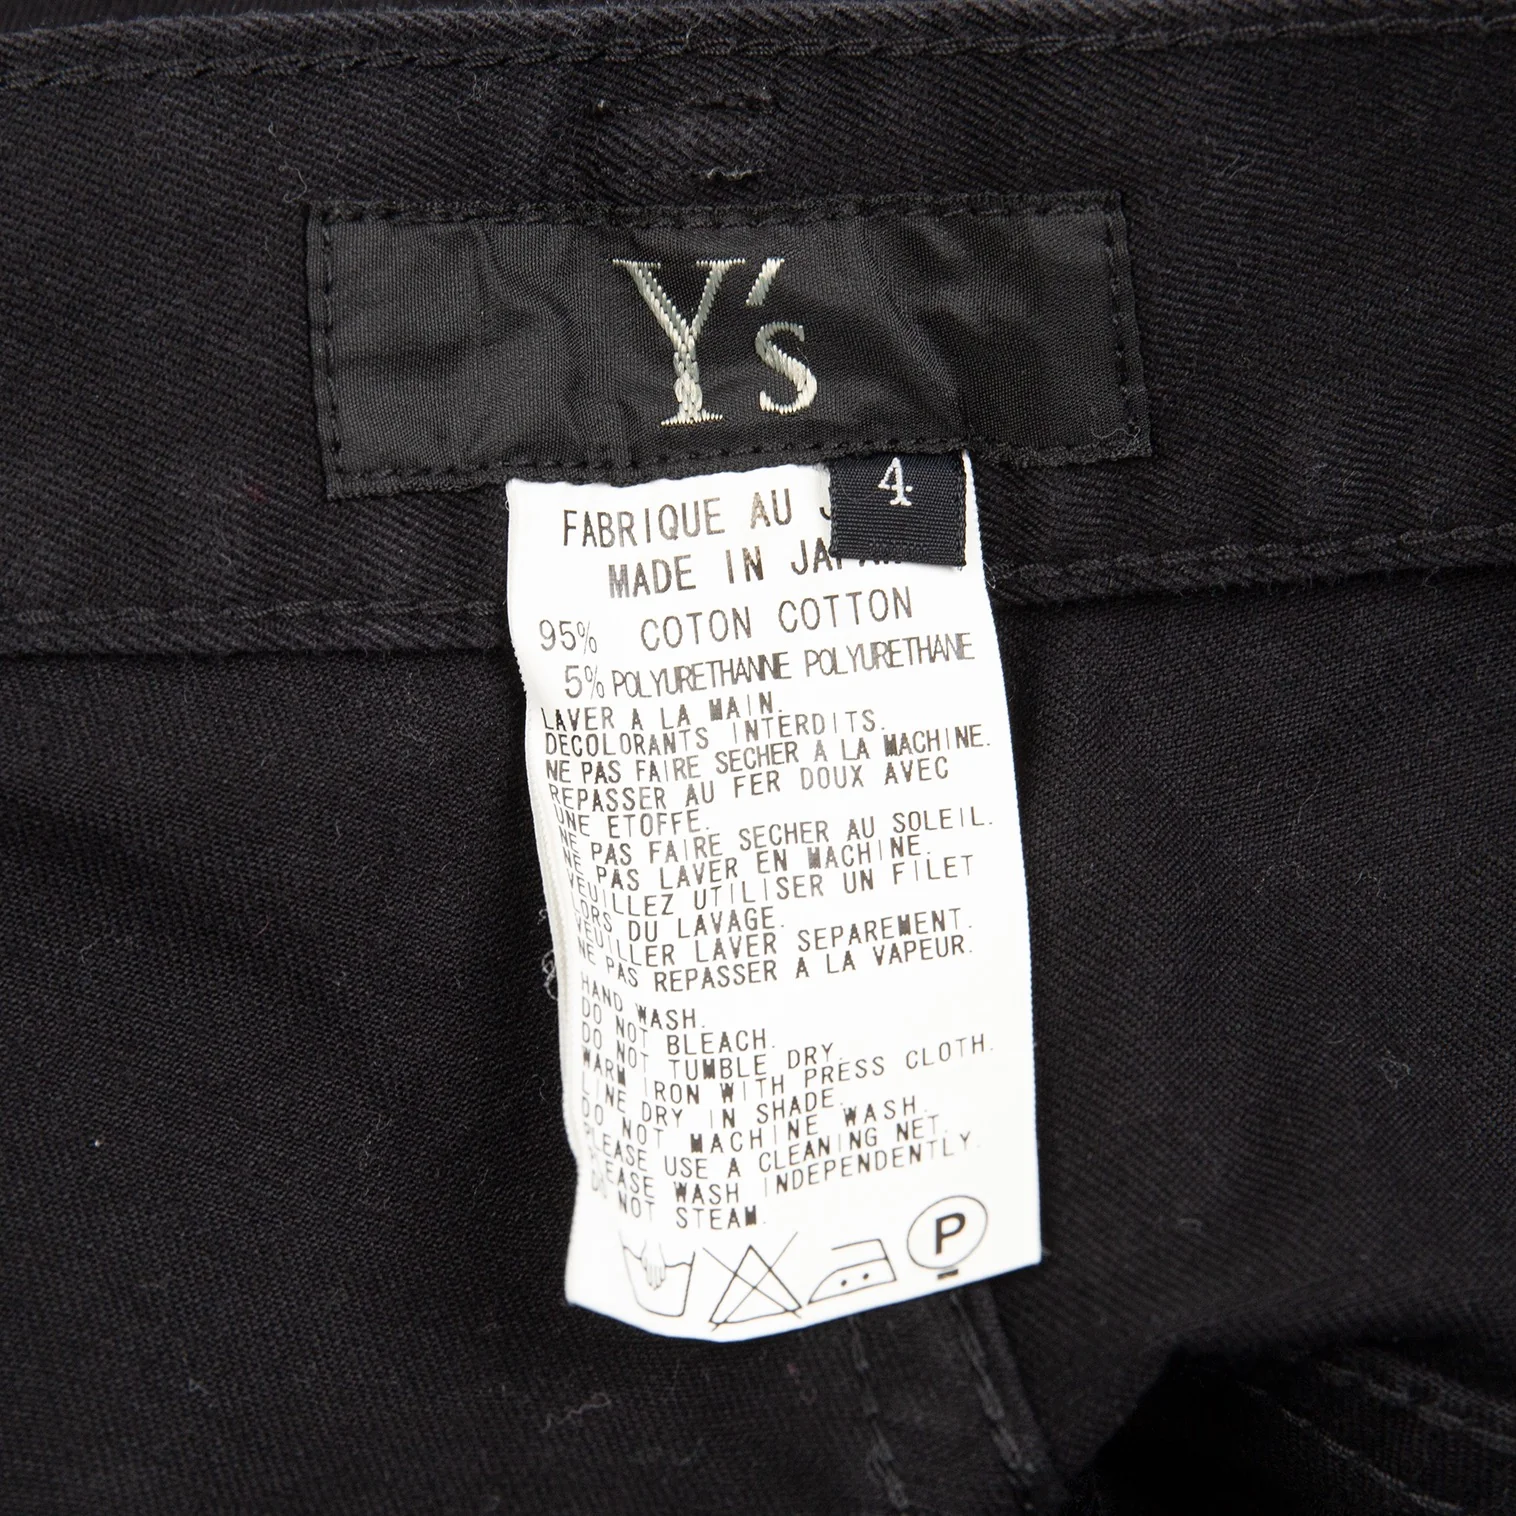 Y's
4
FABRIQUE AU
MADE IN JAPAN
95% COTON COTTON
5% POLYURETHANNE POLYURETHANE
LAVER A LA MAIN.
DECOLORANTS INTERDITS.
NE PAS FAIRE SECHER A LA MACHINE.
REPASSER AU FER DOUX AVEC
UNE ETOFFE.
NE PAS FAIRE SECHER AU SOLEIL.
NE PAS LAVER EN MACHINE.
VEUILLEZ UTILISER UN FILET
LORS DU LAVAGE.
VEUILLER LAVER SEPAREMENT.
NE PAS REPASSER A LA VAPEUR.
HAND WASH.
DO NOT BLEACH.
DO NOT TUMBLE DRY.
WARM IRON WITH PRESS CLOTH.
LINE DRY IN SHADE.
DO NOT MACHINE WASH.
PLEASE USE A CLEANING NET.
PLEASE WASH INDEPENDENTLY.
DO NOT STEAM.
P